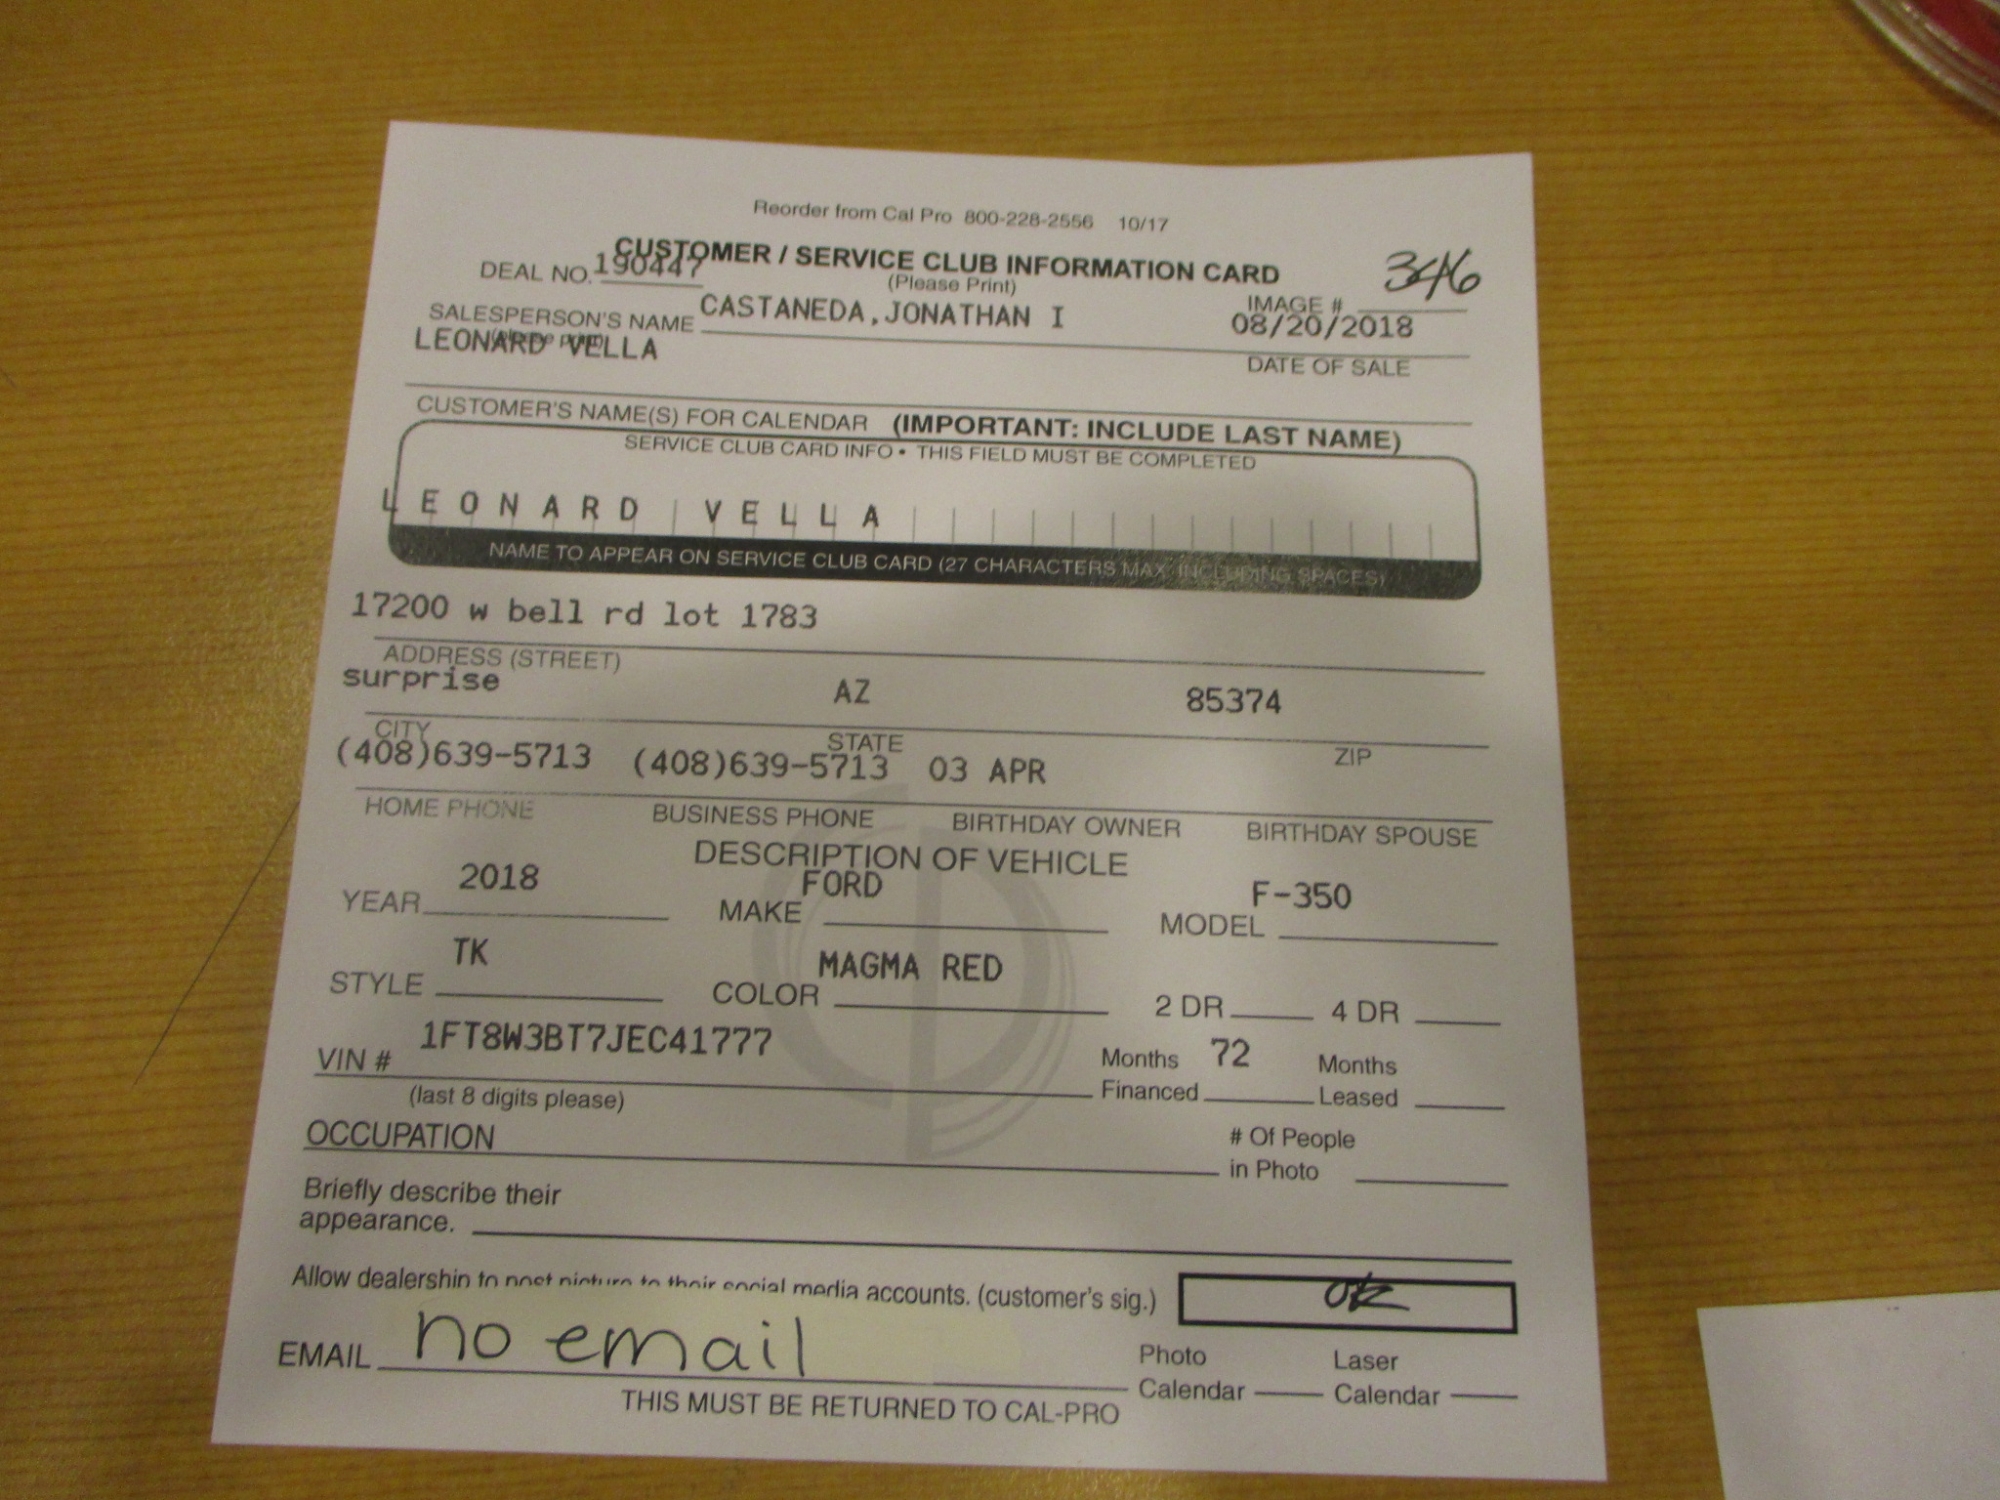 Reorder from Cal Pro 800-228-2556 10/17
CUSTOMER / SERVICE CLUB INFORMATION CARD
DEAL NO. 190447 (Please Print) 346
SALESPERSON'S NAME CASTANEDA,JONATHAN I IMAGE #
(please print) 08/20/2018
LEONARD VELLA DATE OF SALE
CUSTOMER'S NAME(S) FOR CALENDAR (IMPORTANT: INCLUDE LAST NAME)
SERVICE CLUB CARD INFO • THIS FIELD MUST BE COMPLETED
LEONARD VELLA
NAME TO APPEAR ON SERVICE CLUB CARD (27 CHARACTERS MAX. INCLUDING SPACES)
17200 w bell rd lot 1783
ADDRESS (STREET)
surprise AZ 85374
CITY STATE ZIP
(408)639-5713 (408)639-5713 03 APR
HOME PHONE BUSINESS PHONE BIRTHDAY OWNER BIRTHDAY SPOUSE
DESCRIPTION OF VEHICLE
YEAR 2018 MAKE FORD MODEL F-350
STYLE TK COLOR MAGMA RED 2 DR 4 DR
VIN # 1FT8W3BT7JEC41777 Months 72 Months
(last 8 digits please) Financed Leased
OCCUPATION # Of People
in Photo
Briefly describe their
appearance.
Allow dealership to post picture to their social media accounts. (customer's sig.) ok
EMAIL no email Photo Laser
Calendar Calendar
THIS MUST BE RETURNED TO CAL-PRO